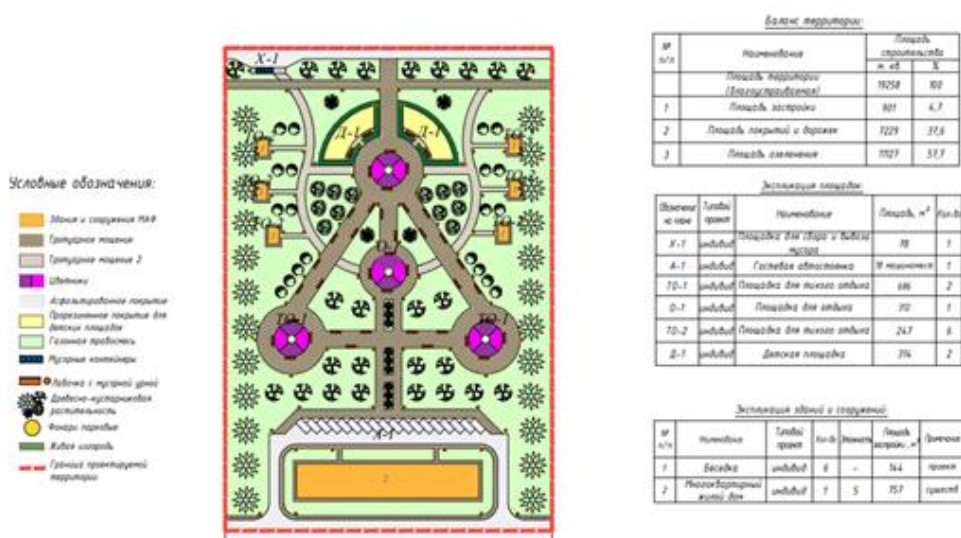 Условные обозначения:
Здания и сооружения МАФ
Тротуарное мощение
Тротуарное мощение 2
Цветники
Асфальтированное покрытие
Прорезиненное покрытие для
детских площадок
Газонная травосмесь
Мусорные контейнеры
Лавочка с мусорной урной
Древесно-кустарниковая
растительность
Фонари парковые
Живая изгородь
Граница проектируемой
территории
Х-1
Д-1 Д-1
О-1
ТО-1 ТО-1
А-1
2
Баланс территории:
№ п/п Наименование Площадь строительства
м. кв. %
Площадь территории (благоустраиваемая) 19258 100
1 Площадь застройки 901 4,7
2 Площадь покрытий и дорожек 7229 37,6
3 Площадь озеленения 11127 57,7
Экспликация площадок:
Обозначение на плане Типовой проект Наименование Площадь, м² Кол-во
Х-1 индивид Площадка для сбора и вывоза мусора 78 1
А-1 индивид Гостевая автостоянка 18 машиномест 1
ТО-1 индивид Площадка для тихого отдыха 686 2
О-1 индивид Площадка для отдыха 312 1
ТО-2 индивид Площадка для тихого отдыха 247 6
Д-1 индивид Детская площадка 314 2
Экспликация зданий и сооружений:
№ п/п Наименование Типовой проект Кол-во Этажность Площадь застройки, м² Примечание
1 Беседка индивид 6 - 144 проект
2 Многоквартирный жилой дом индивид 1 5 757 существ